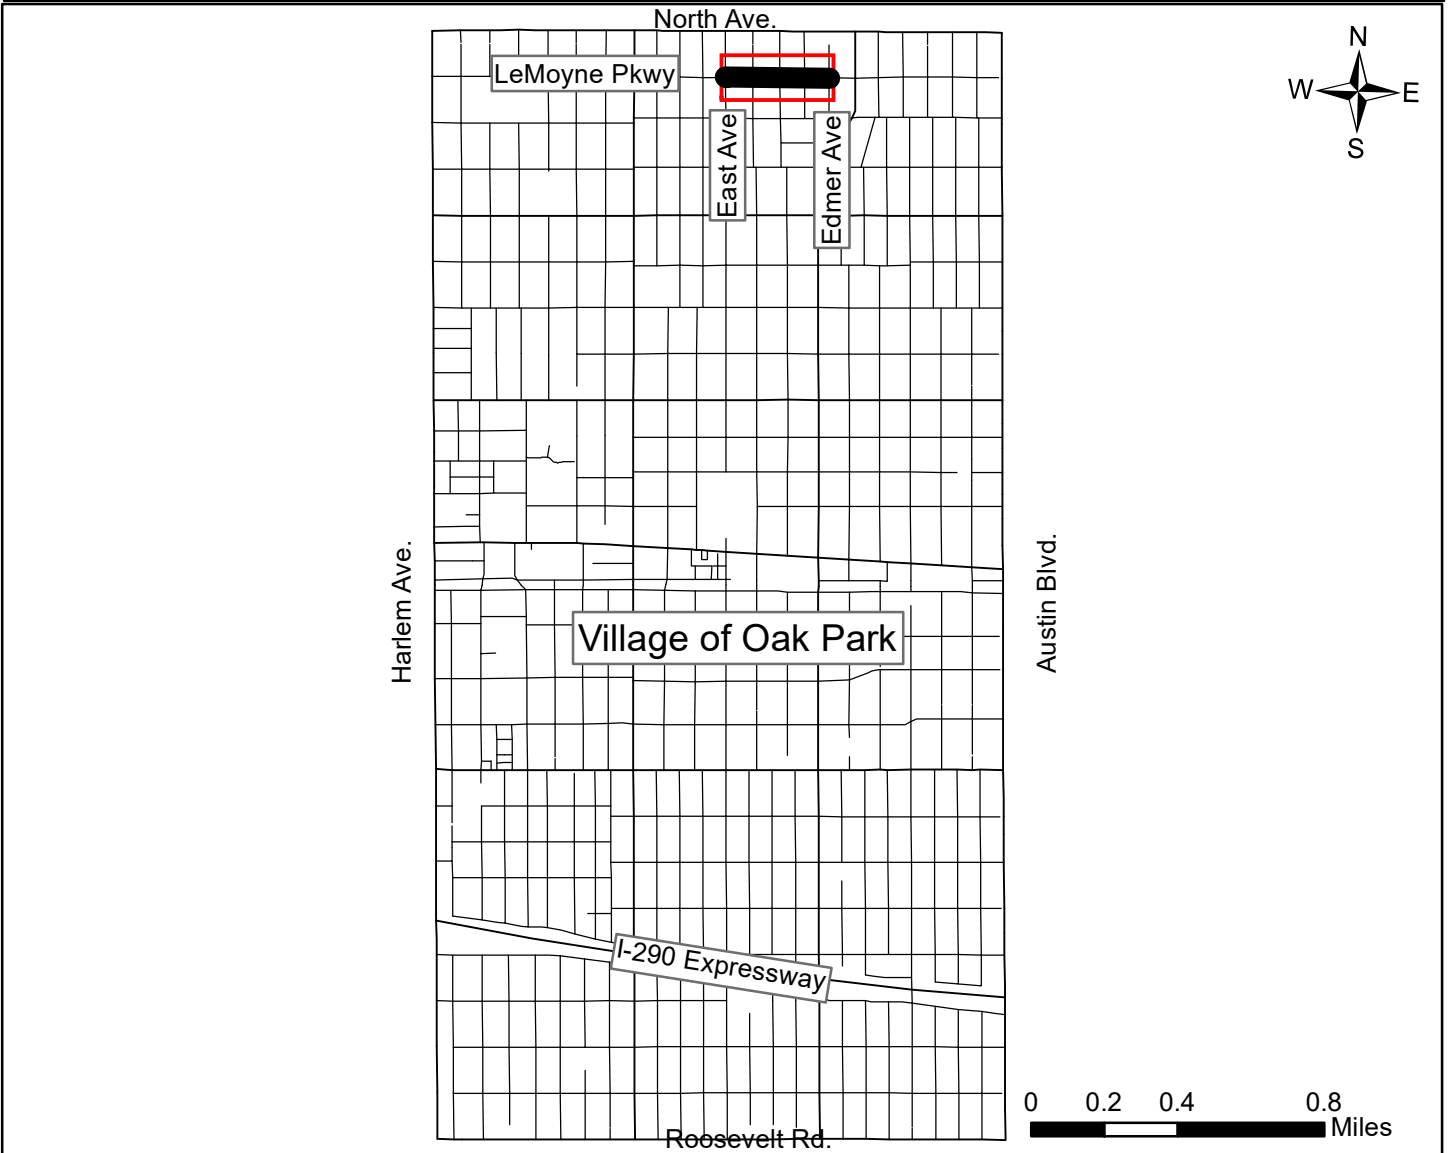 North Ave.
N
LeMoyne Pkwy
W
E
S
East Ave
Edmer Ave
Harlem Ave.
Austin Blvd.
Village of Oak Park
I-290 Expressway
0 0.2 0.4 0.8
Miles
Roosevelt Rd.